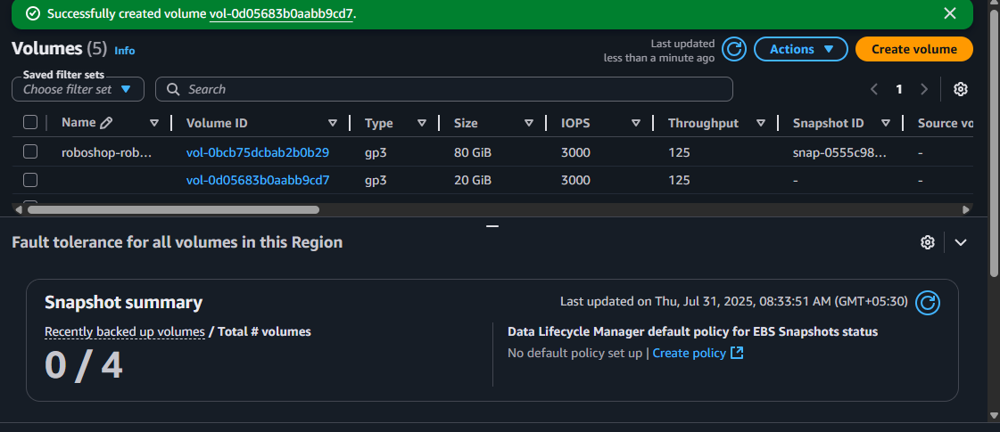 Successfully created volume vol-0d05683b0aabb9cd7.
Volumes (5) Info
Last updated
less than a minute ago
Actions
Create volume
Saved filter sets
Choose filter set
Search
1
Name Volume ID Type Size IOPS Throughput Snapshot ID Source vo
roboshop-rob... vol-0bcb75dcbab2b0b29 gp3 80 GiB 3000 125 snap-0555c98... -
vol-0d05683b0aabb9cd7 gp3 20 GiB 3000 125 - -
Fault tolerance for all volumes in this Region
Snapshot summary
Last updated on Thu, Jul 31, 2025, 08:33:51 AM (GMT+05:30)
Recently backed up volumes / Total # volumes
0 / 4
Data Lifecycle Manager default policy for EBS Snapshots status
No default policy set up | Create policy